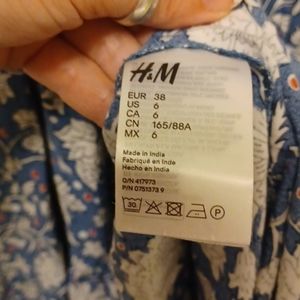 H&M
EUR 38
US 6
CA 6
CN 165/88A
MX 6
Made in India
Fabriqué en Inde
Hecho en India
O/N 417973
P/N 0751373 9
30
P